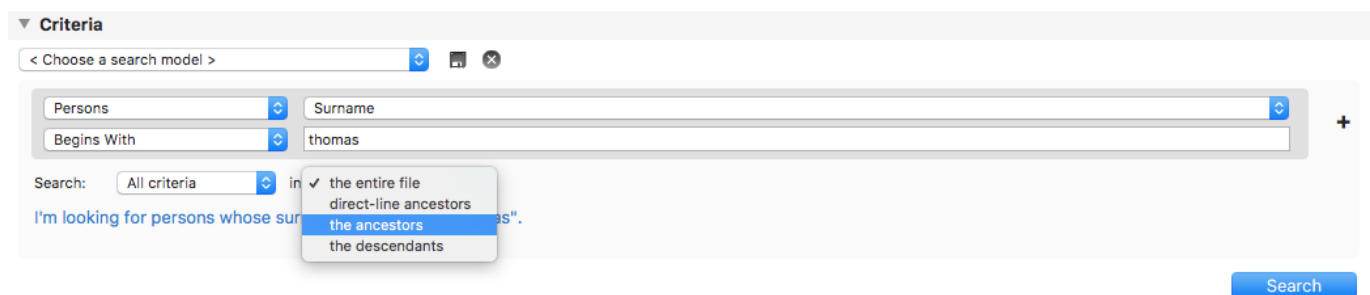 ▼ Criteria
< Choose a search model >
Persons
Surname
Begins With
thomas
+
Search: All criteria in ✓ the entire file
direct-line ancestors
I'm looking for persons whose sur
the ancestors
as".
the descendants
Search